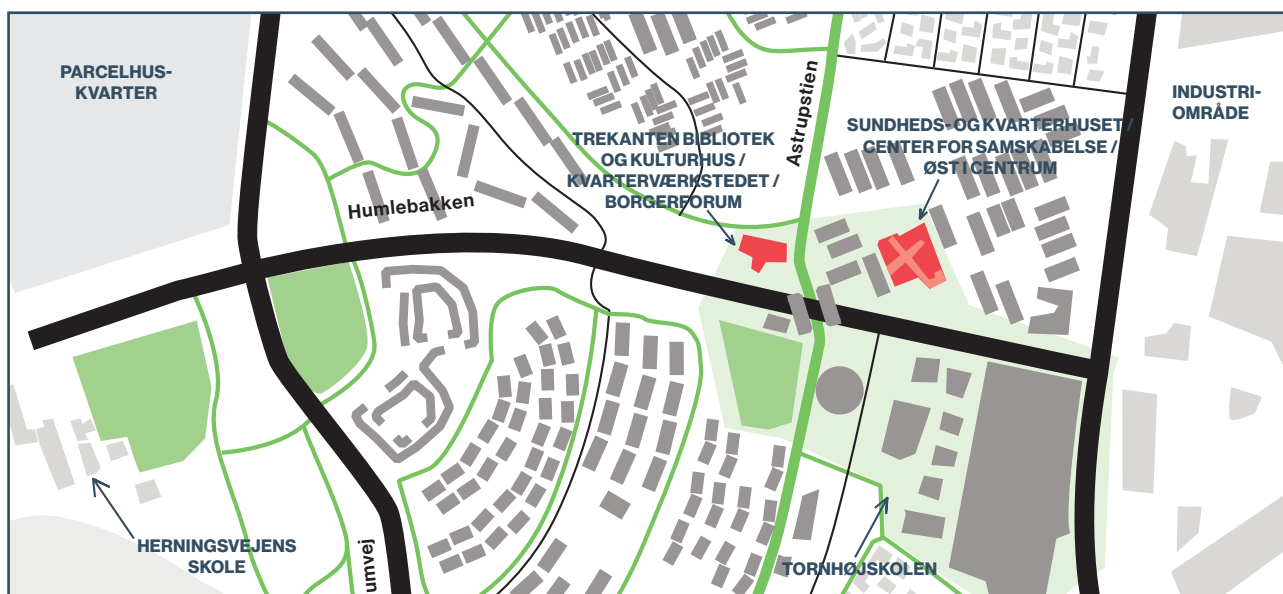 PARCELHUS-
KVARTER
Humlebakken
TREKANTEN BIBLIOTEK
OG KULTURHUS /
KVARTERVÆRKSTEDET /
BORGERFORUM
Astrupstien
SUNDHEDS- OG KVARTERHUSET /
CENTER FOR SAMSKABELSE /
ØST I CENTRUM
INDUSTRI-
OMRÅDE
HERNINGSVEJENS
SKOLE
umvej
TORNHØJSKOLEN